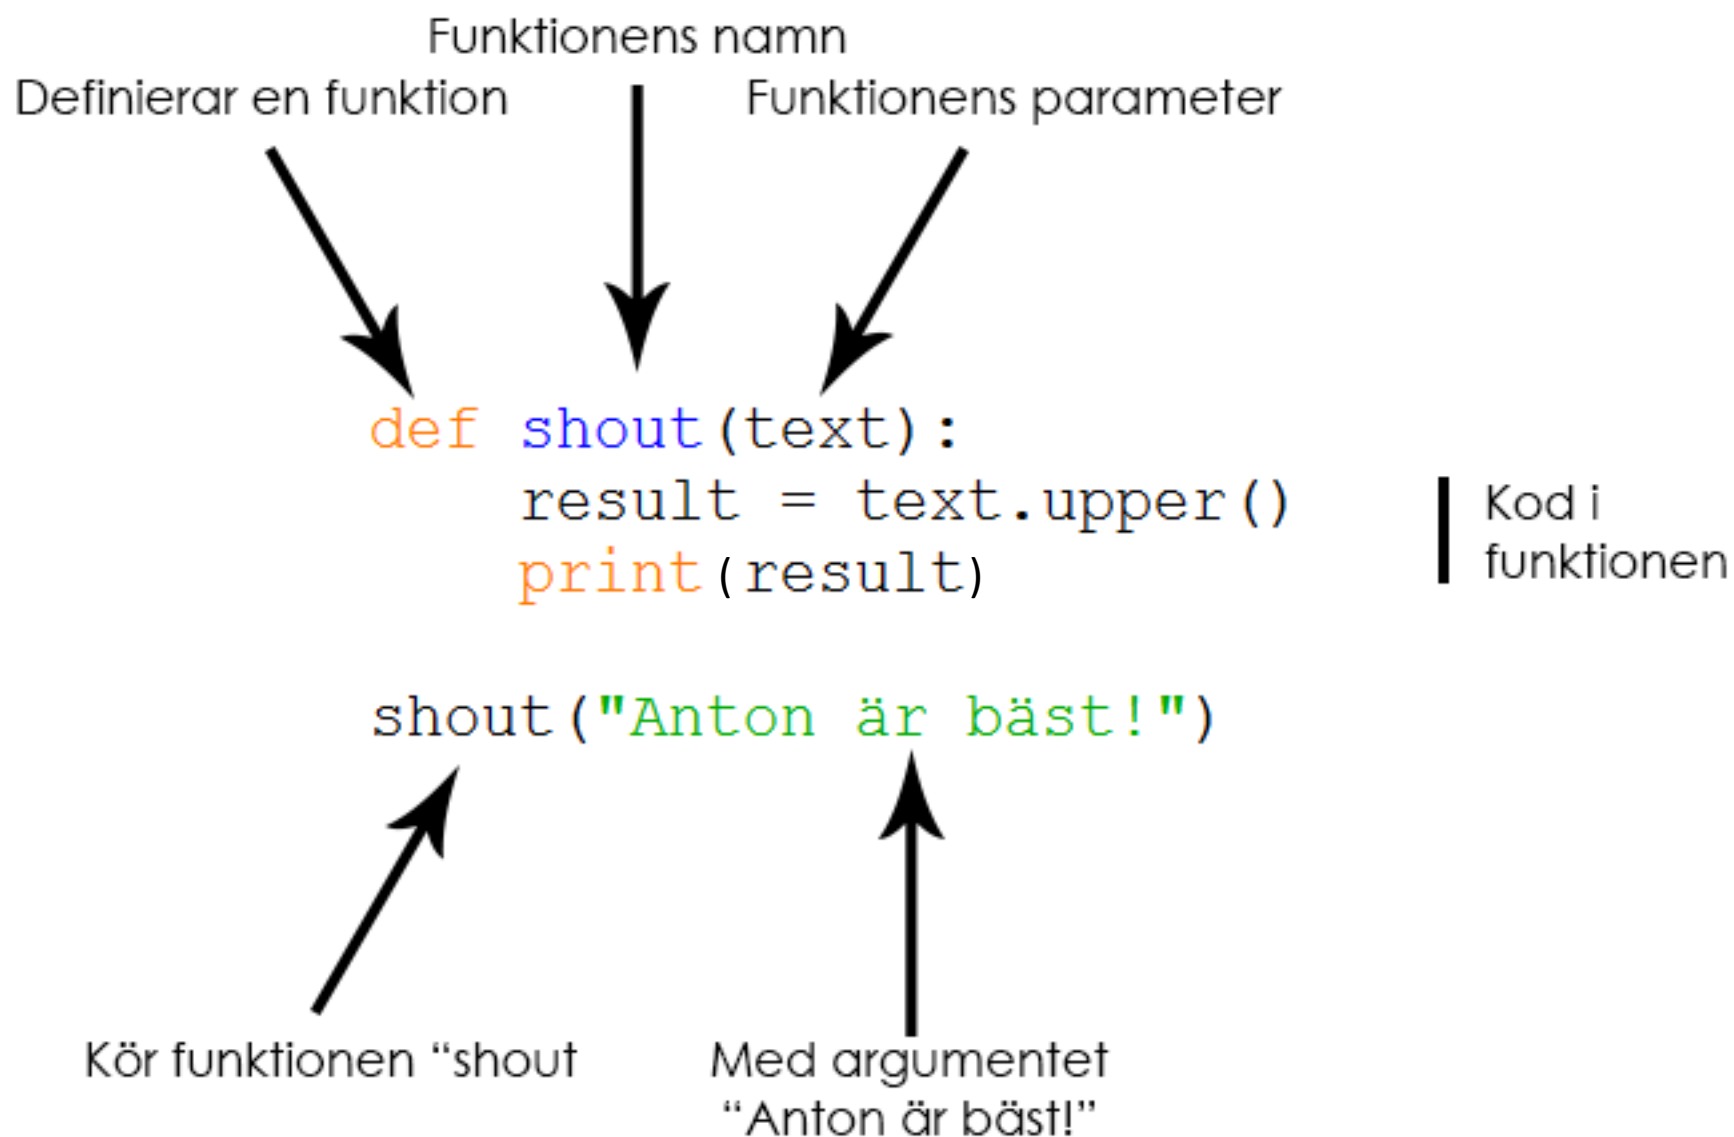 Funktionens namn
Definierar en funktion
Funktionens parameter
def shout(text):
    result = text.upper()
    print(result)
Kod i
funktionen
shout("Anton är bäst!")
Kör funktionen “shout
Med argumentet
“Anton är bäst!”